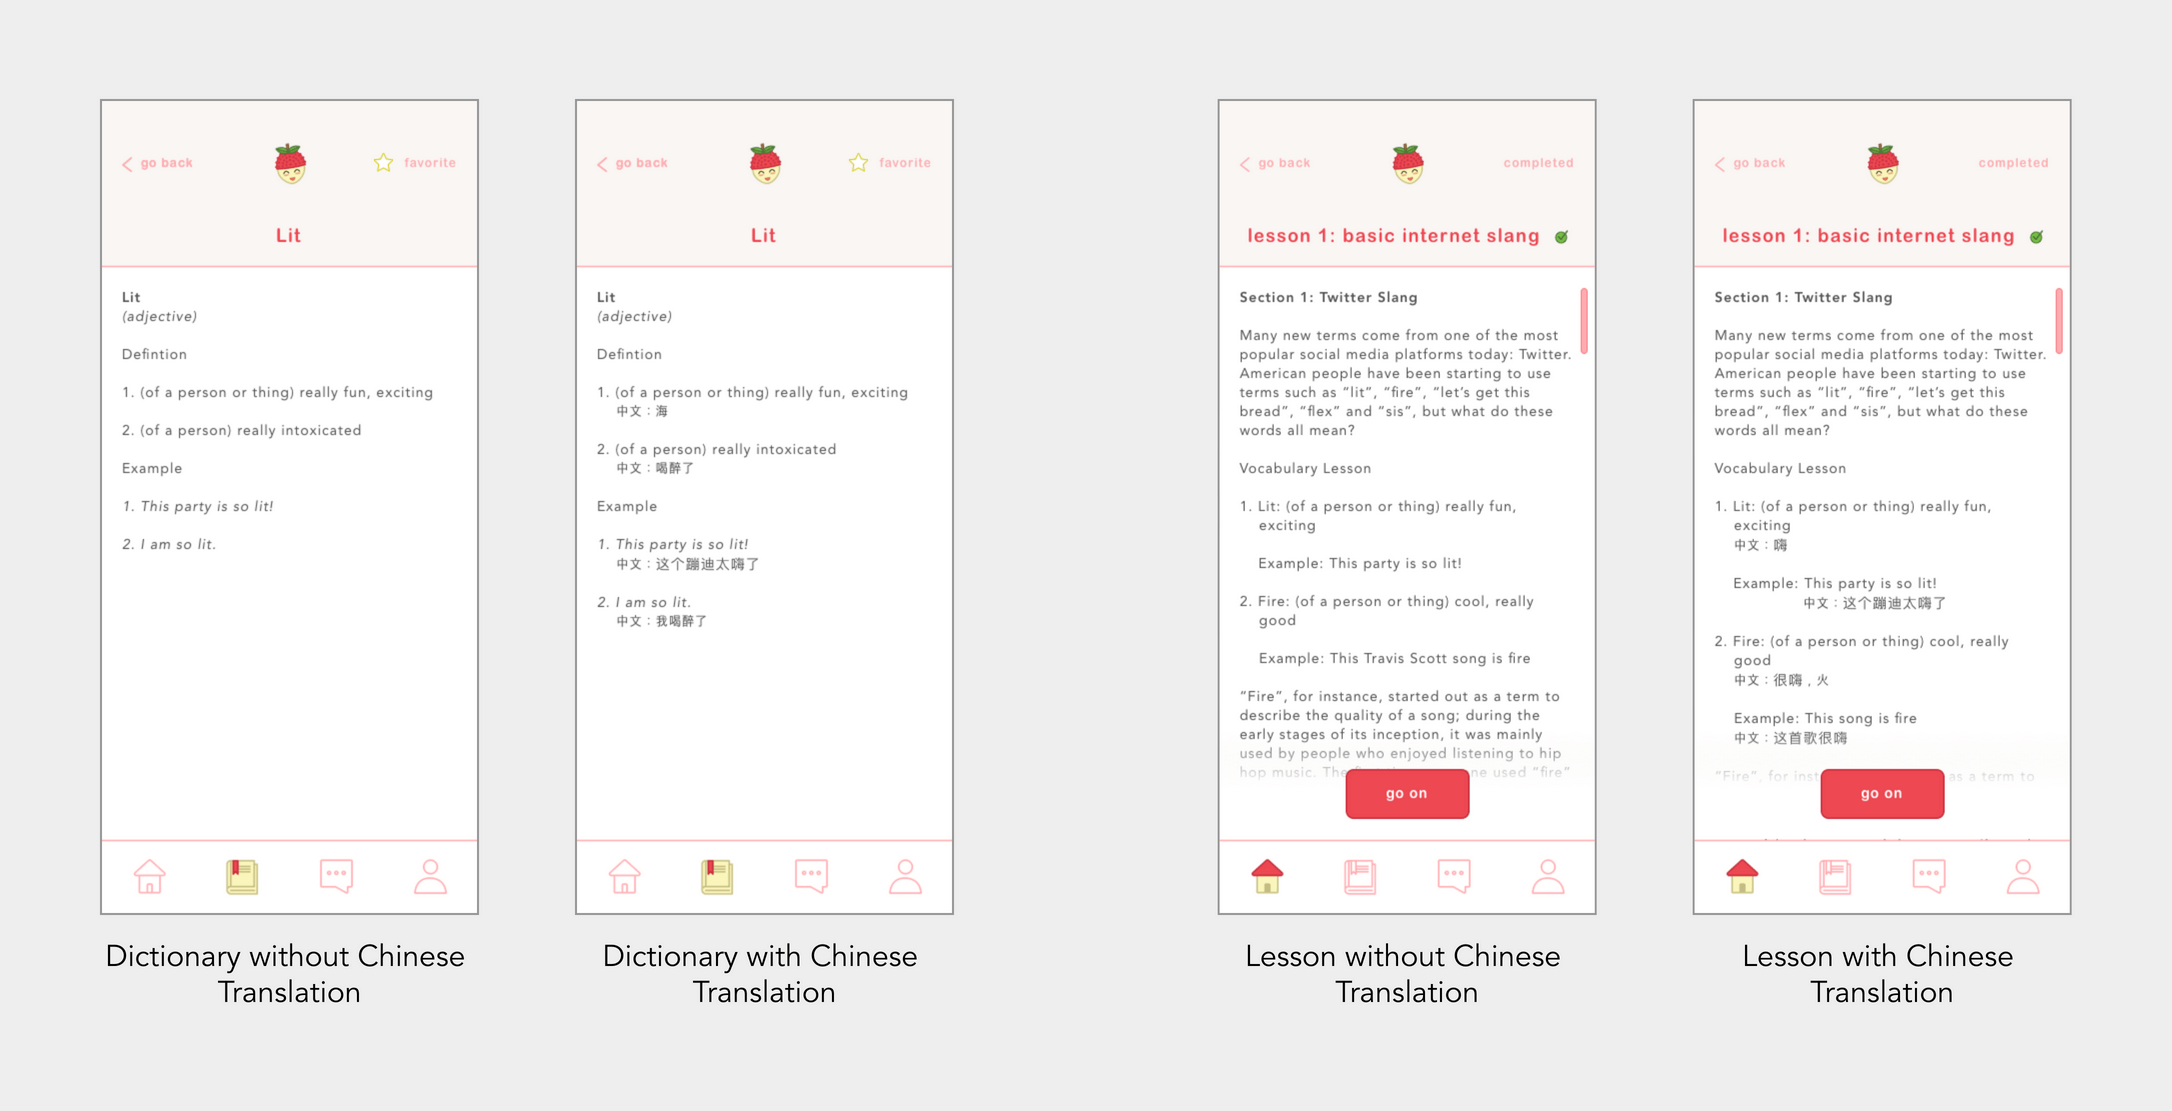 go back
favorite
Lit
Lit
(adjective)
Defintion
1. (of a person or thing) really fun, exciting
2. (of a person) really intoxicated
Example
1. This party is so lit!
2. I am so lit.
Dictionary without Chinese
Translation
go back
favorite
Lit
Lit
(adjective)
Defintion
1. (of a person or thing) really fun, exciting
中文：海
2. (of a person) really intoxicated
中文：喝醉了
Example
1. This party is so lit!
中文：这个蹦迪太嗨了
2. I am so lit.
中文：我喝醉了
Dictionary with Chinese
Translation
go back
completed
lesson 1: basic internet slang
Section 1: Twitter Slang
Many new terms come from one of the most
popular social media platforms today: Twitter.
American people have been starting to use
terms such as “lit”, “fire”, “let’s get this
bread”, “flex” and “sis”, but what do these
words all mean?
Vocabulary Lesson
1. Lit: (of a person or thing) really fun,
exciting
Example: This party is so lit!
2. Fire: (of a person or thing) cool, really
good
Example: This Travis Scott song is fire
“Fire”, for instance, started out as a term to
describe the quality of a song; during the
early stages of its inception, it was mainly
used by people who enjoyed listening to hip
hop music. The used “fire”
go on
Lesson without Chinese
Translation
go back
completed
lesson 1: basic internet slang
Section 1: Twitter Slang
Many new terms come from one of the most
popular social media platforms today: Twitter.
American people have been starting to use
terms such as “lit”, “fire”, “let’s get this
bread”, “flex” and “sis”, but what do these
words all mean?
Vocabulary Lesson
1. Lit: (of a person or thing) really fun,
exciting
中文：嗨
Example: This party is so lit!
中文：这个蹦迪太嗨了
2. Fire: (of a person or thing) cool, really
good
中文：很嗨，火
Example: This song is fire
中文：这首歌很嗨
“Fire”, for as a term to
go on
Lesson with Chinese
Translation